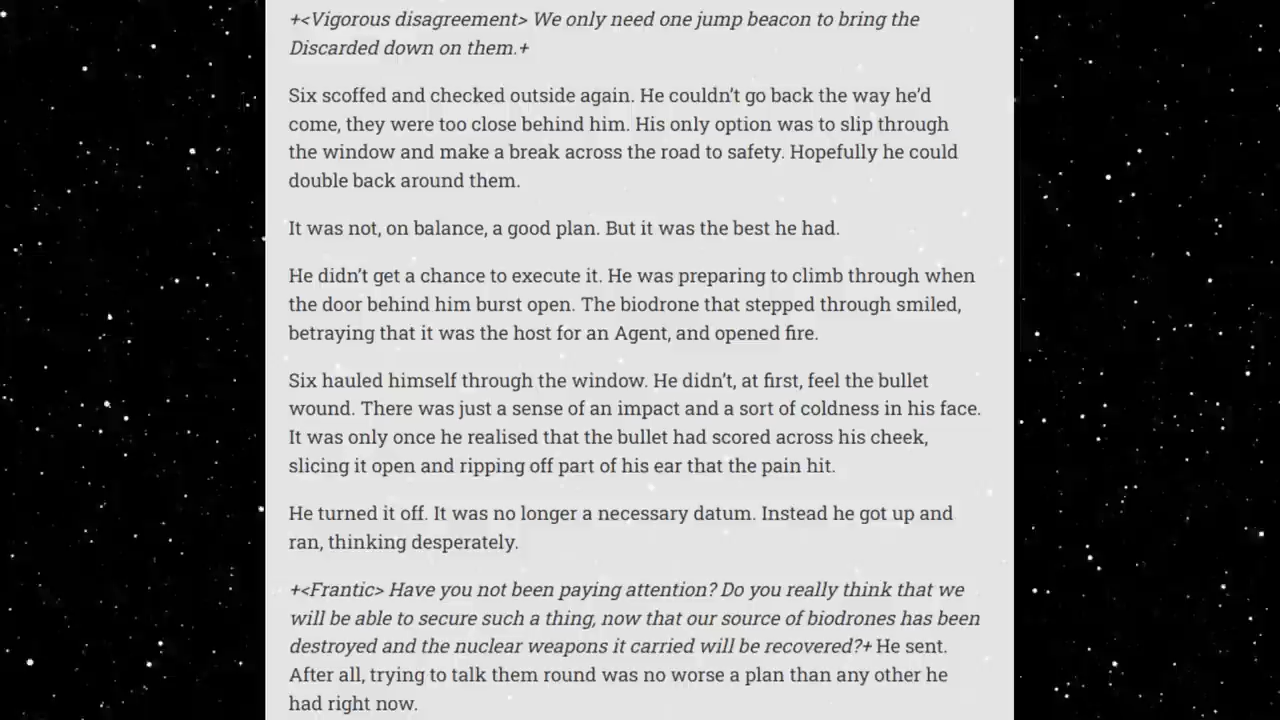 +<Vigorous disagreement> We only need one jump beacon to bring the
Discarded down on them.+
Six scoffed and checked outside again. He couldn’t go back the way he’d
come, they were too close behind him. His only option was to slip through
the window and make a break across the road to safety. Hopefully he could
double back around them.
It was not, on balance, a good plan. But it was the best he had.
He didn’t get a chance to execute it. He was preparing to climb through when
the door behind him burst open. The biodrone that stepped through smiled,
betraying that it was the host for an Agent, and opened fire.
Six hauled himself through the window. He didn’t, at first, feel the bullet
wound. There was just a sense of an impact and a sort of coldness in his face.
It was only once he realised that the bullet had scored across his cheek,
slicing it open and ripping off part of his ear that the pain hit.
He turned it off. It was no longer a necessary datum. Instead he got up and
ran, thinking desperately.
+<Frantic> Have you not been paying attention? Do you really think that we
will be able to secure such a thing, now that our source of biodrones has been
destroyed and the nuclear weapons it carried will be recovered?+ He sent.
After all, trying to talk them round was no worse a plan than any other he
had right now.